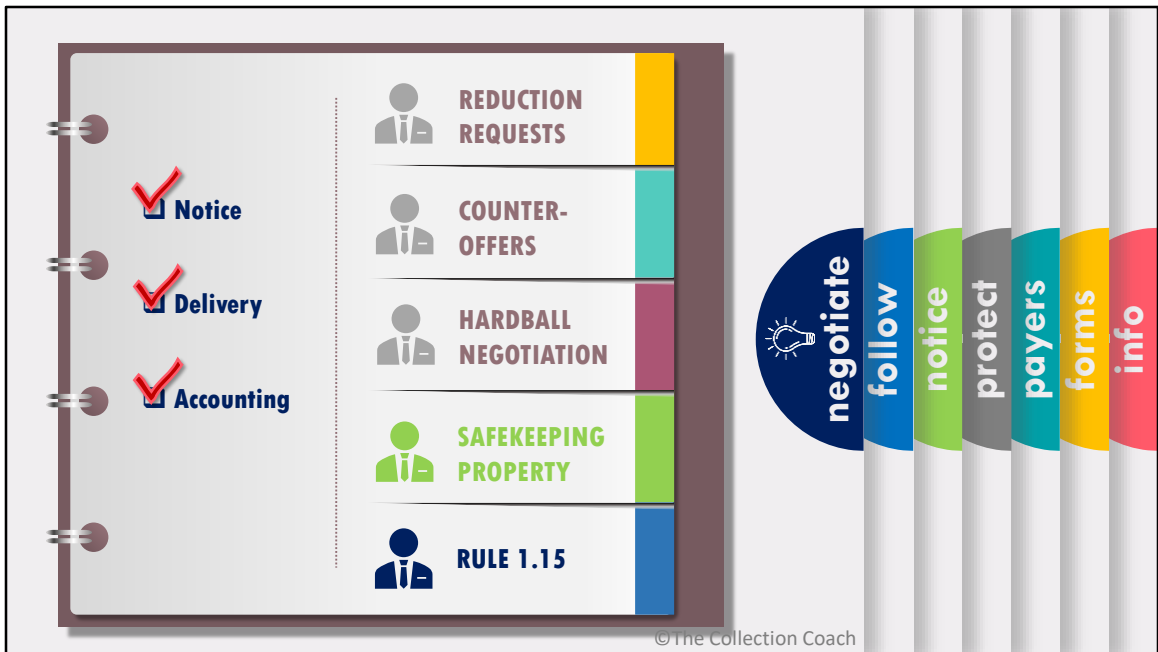 Notice
Delivery
Accounting
REDUCTION
REQUESTS
COUNTER-
OFFERS
HARDBALL
NEGOTIATION
SAFEKEEPING
PROPERTY
RULE 1.15
negotiate
follow
notice
protect
payers
forms
info
©The Collection Coach